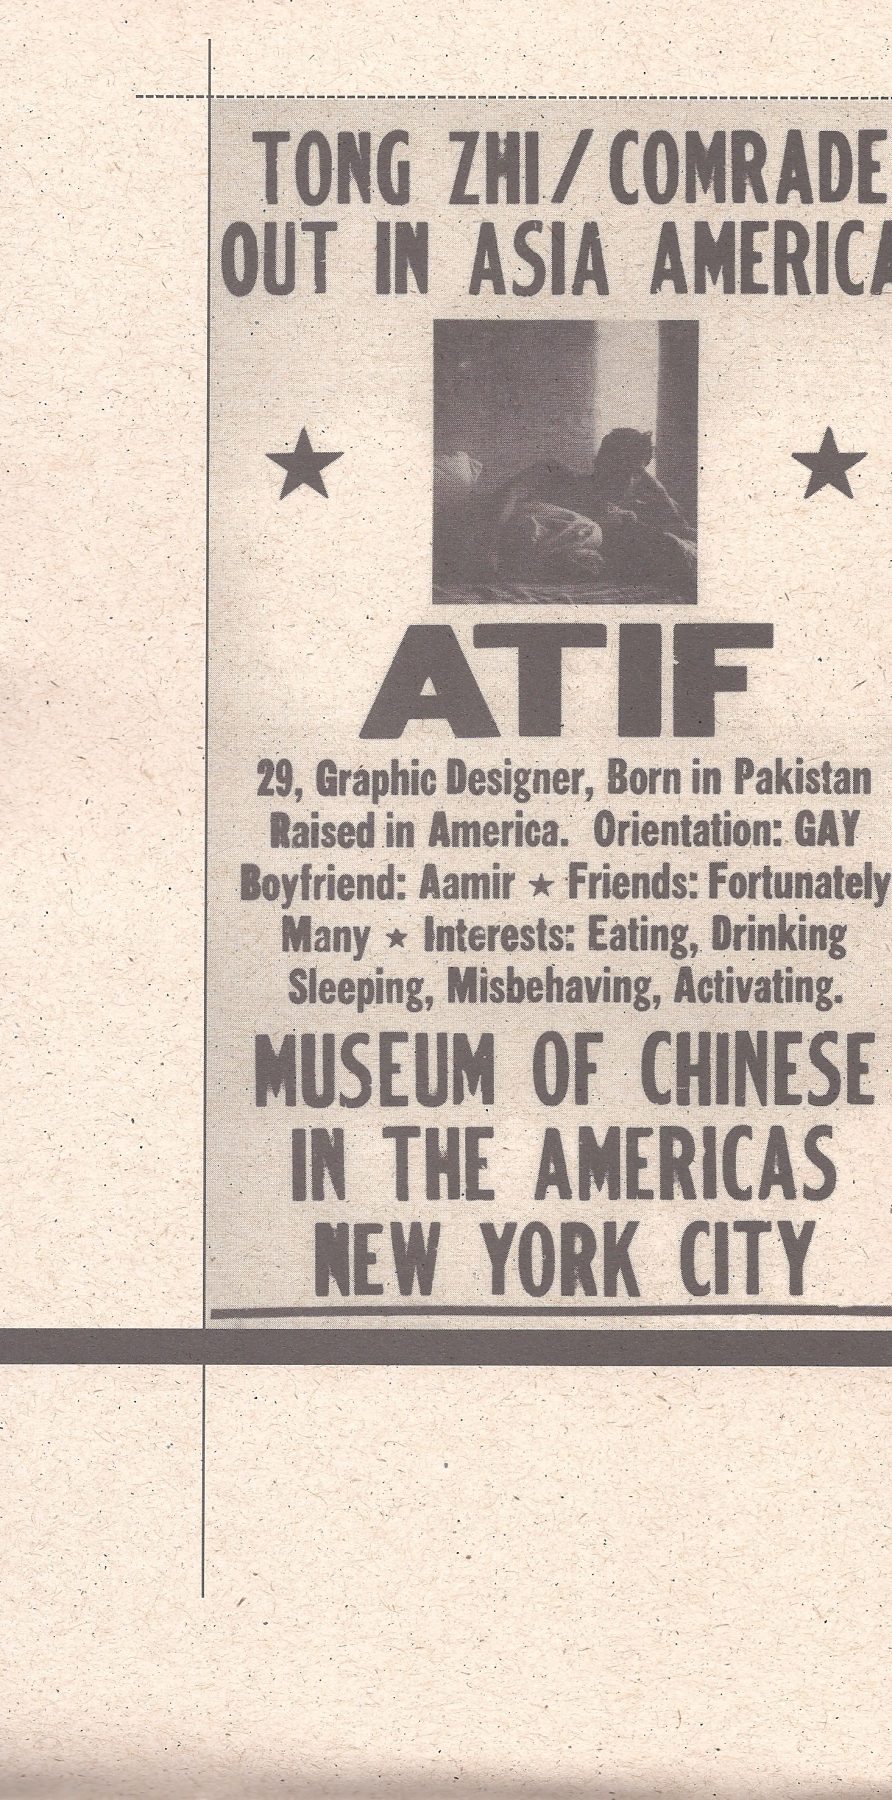 TONG ZHI/COMRADE
OUT IN ASIA AMERICA
ATIF
29, Graphic Designer, Born in Pakistan
Raised in America. Orientation: GAY
Boyfriend: Aamir ★ Friends: Fortunately
Many ★ Interests: Eating, Drinking
Sleeping, Misbehaving, Activating.
MUSEUM OF CHINESE
IN THE AMERICAS
NEW YORK CITY